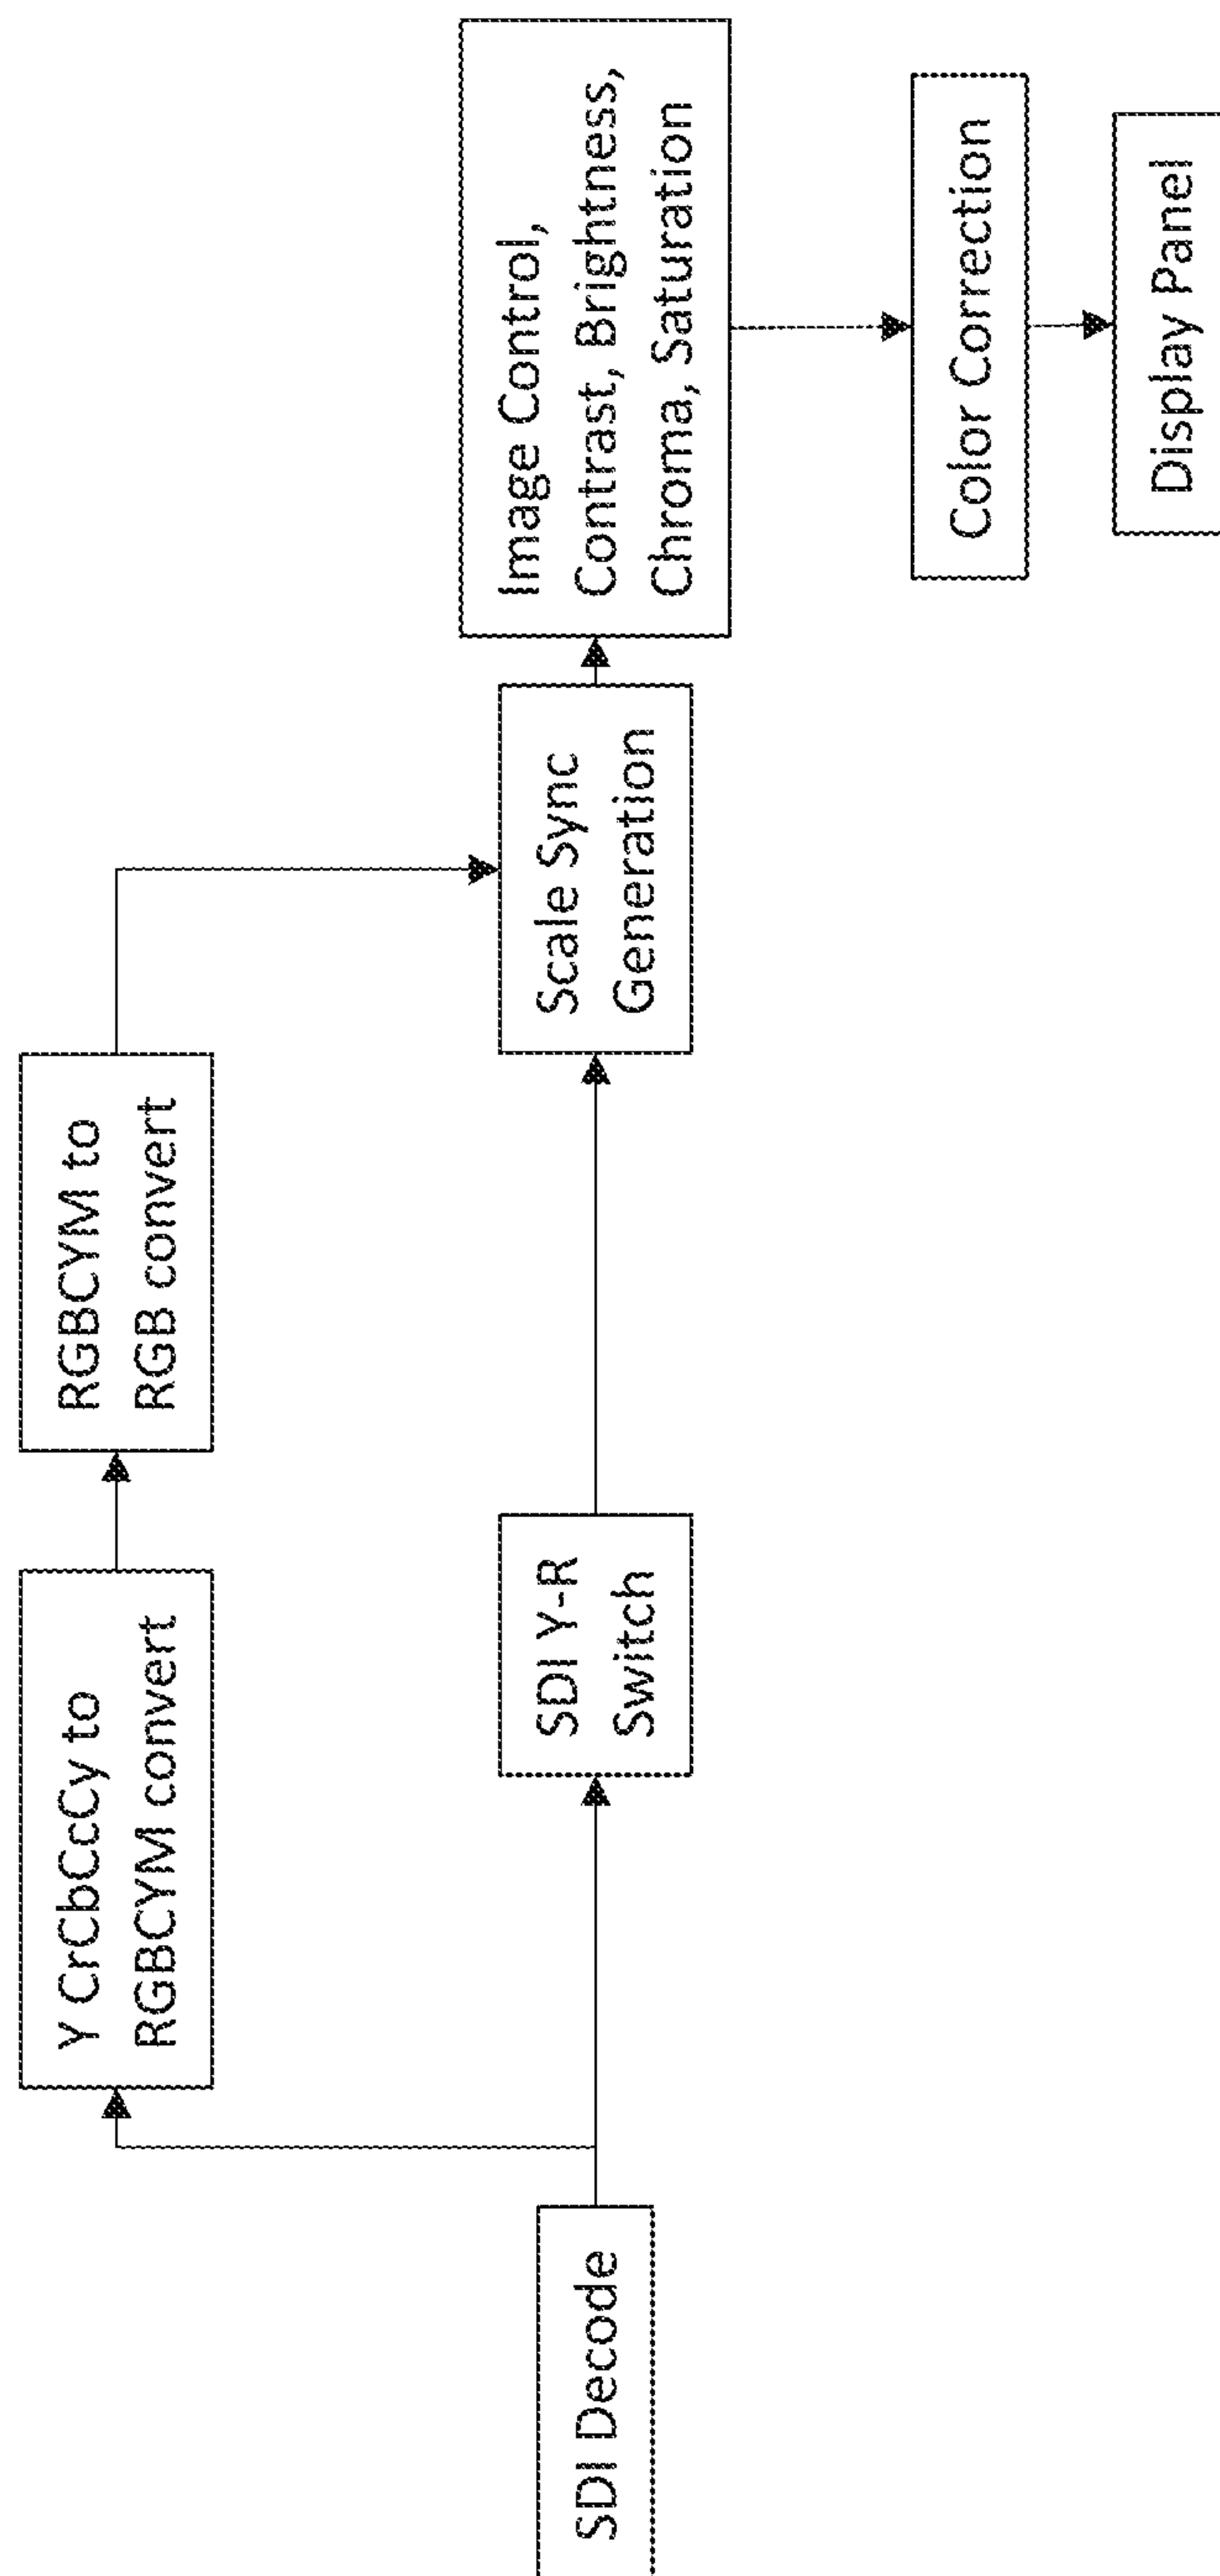 SDI Decode
Y CrCbCcCy to
RGBCYM convert
RGBCYM to
RGB convert
SDI Y-R
Switch
Scale Sync
Generation
Image Control,
Contrast, Brightness,
Chroma, Saturation
Color Correction
Display Panel